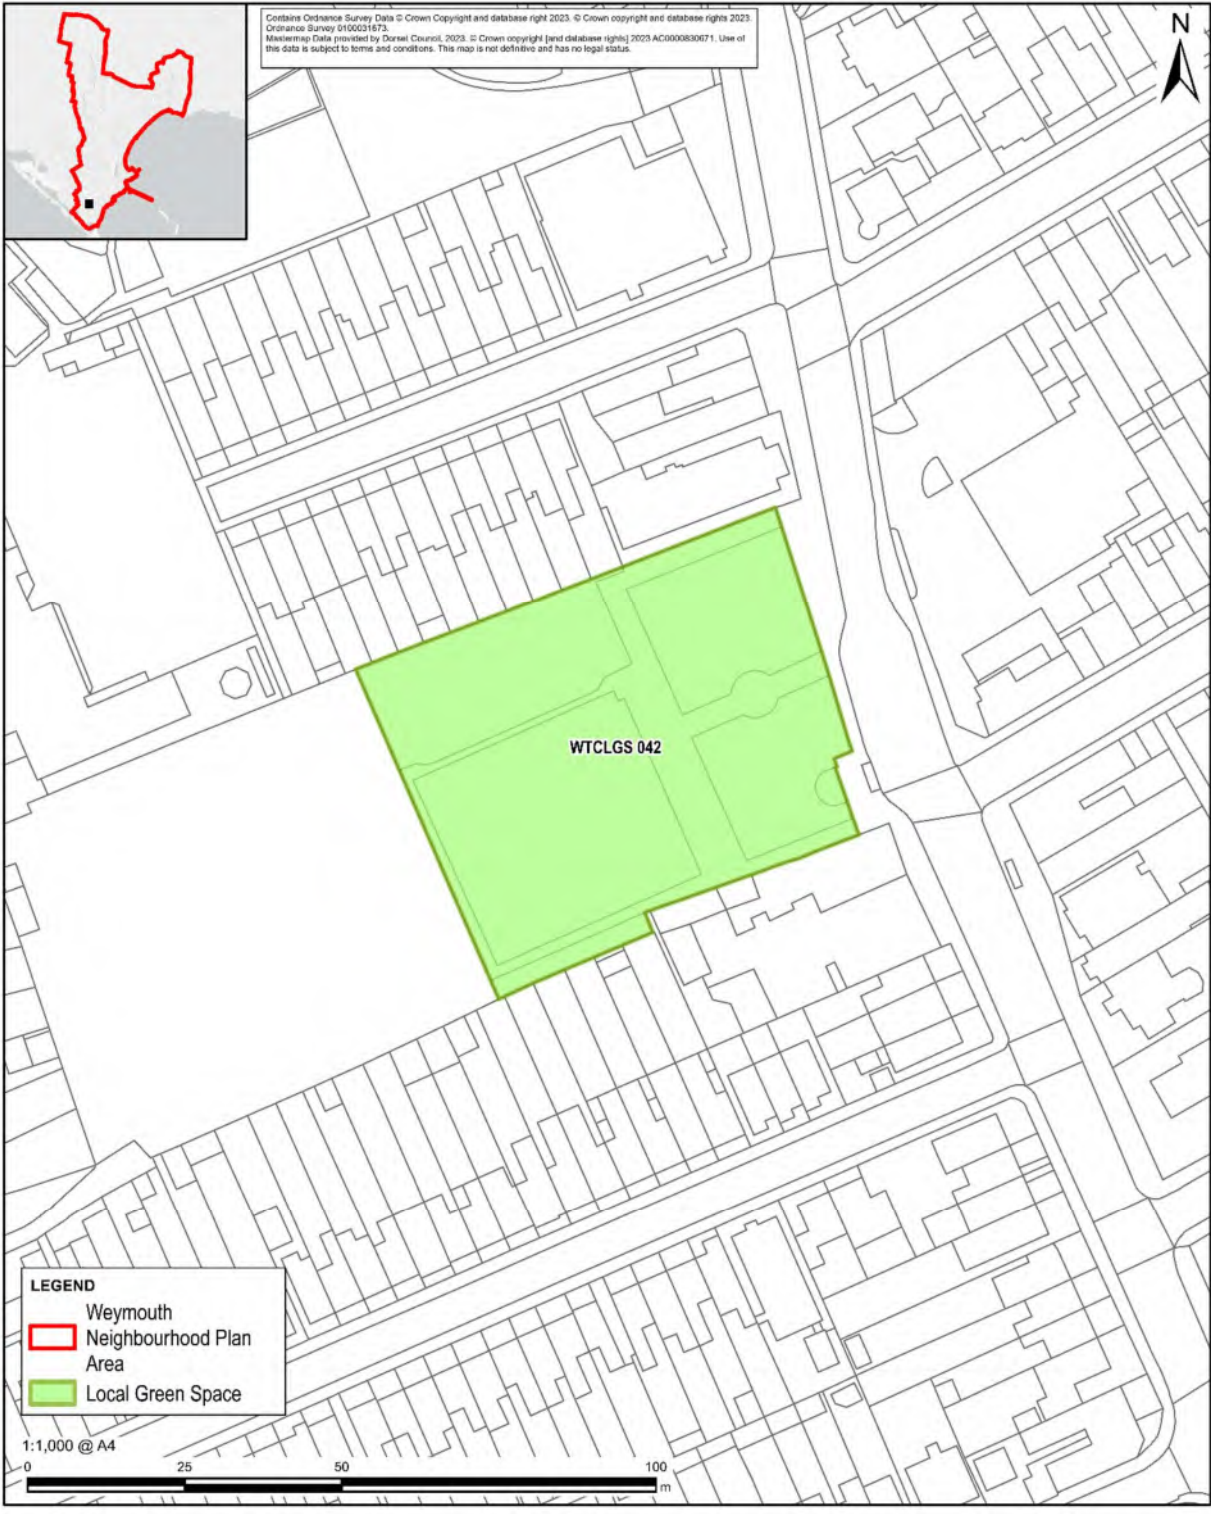 Contains Ordnance Survey Data © Crown Copyright and database right 2023. © Crown copyright and database rights 2023.
Ordnance Survey 0100031673.
Mastermap Data provided by Dorset Council, 2023. © Crown copyright [and database rights] 2023 AC0000830671. Use of
this data is subject to terms and conditions. This map is not definitive and has no legal status.
N
WTCLGS 042
LEGEND
Weymouth
Neighbourhood Plan
Area
Local Green Space
1:1,000 @ A4
0 25 50 100
m